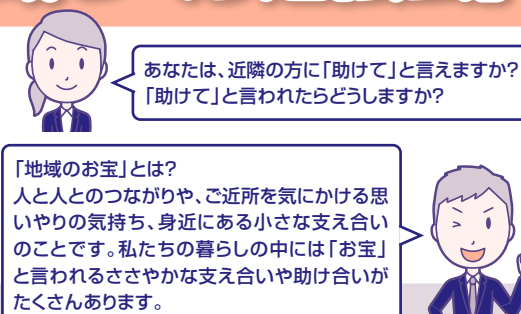 あなたは、近隣の方に「助けて」と言えますか?
「助けて」と言われたらどうしますか?
「地域のお宝」とは?
人と人とのつながりや、ご近所を気にかける思
いやりの気持ち、身近にある小さな支え合い
のことです。私たちの暮らしの中には「お宝」
と言われるささやかな支え合いや助け合いが
たくさんあります。